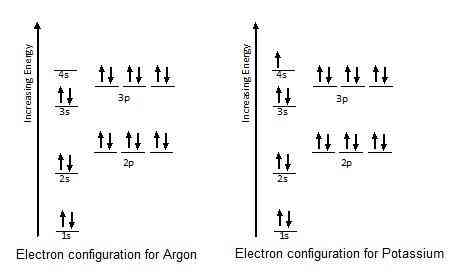 Increasing Energy
4s
3s
3p
2p
2s
1s
Electron configuration for Argon
Increasing Energy
4s
3s
3p
2p
2s
1s
Electron configuration for Potassium